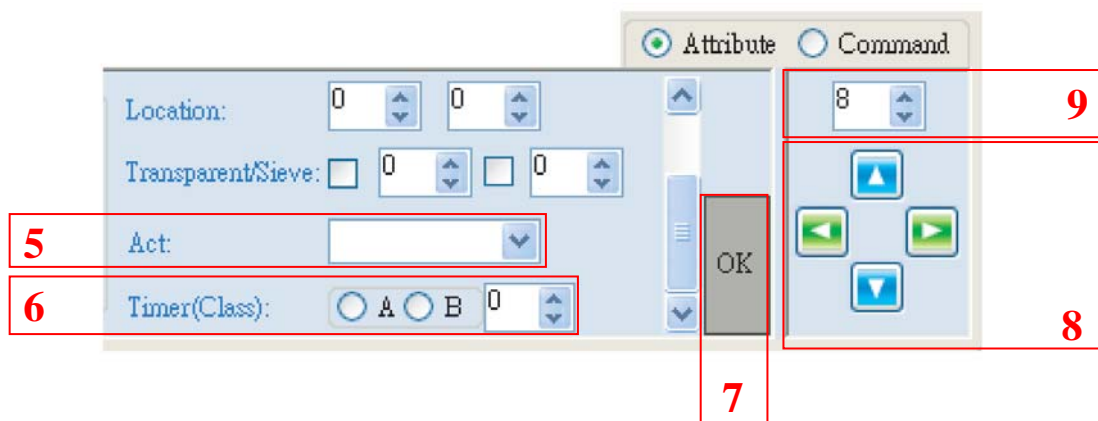 Attribute Command
Location: 0 0
8
9
Transparent/Sieve: 0 0
5
Act:
OK
6
Timer(Class): A B 0
8
7